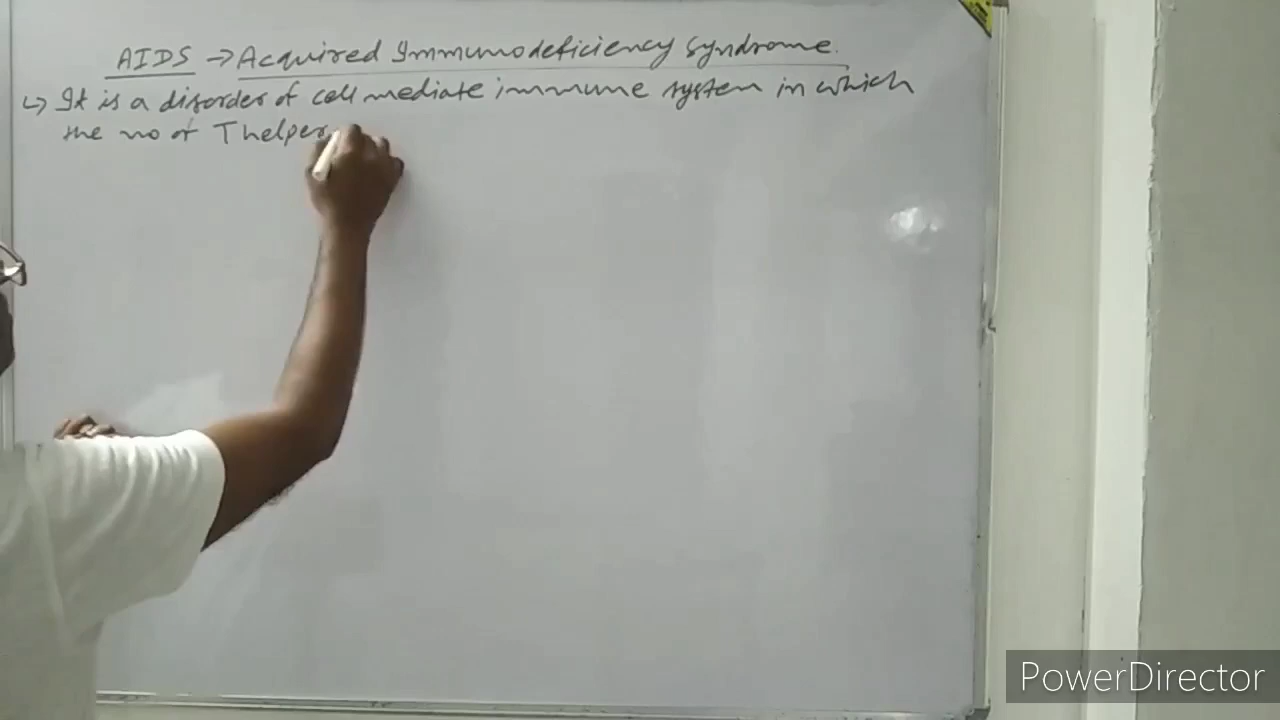 AIDS → Acquired Immunodeficiency Syndrome.
↳ It is a disorder of cell mediate immune system in which
the no of T helper
PowerDirector